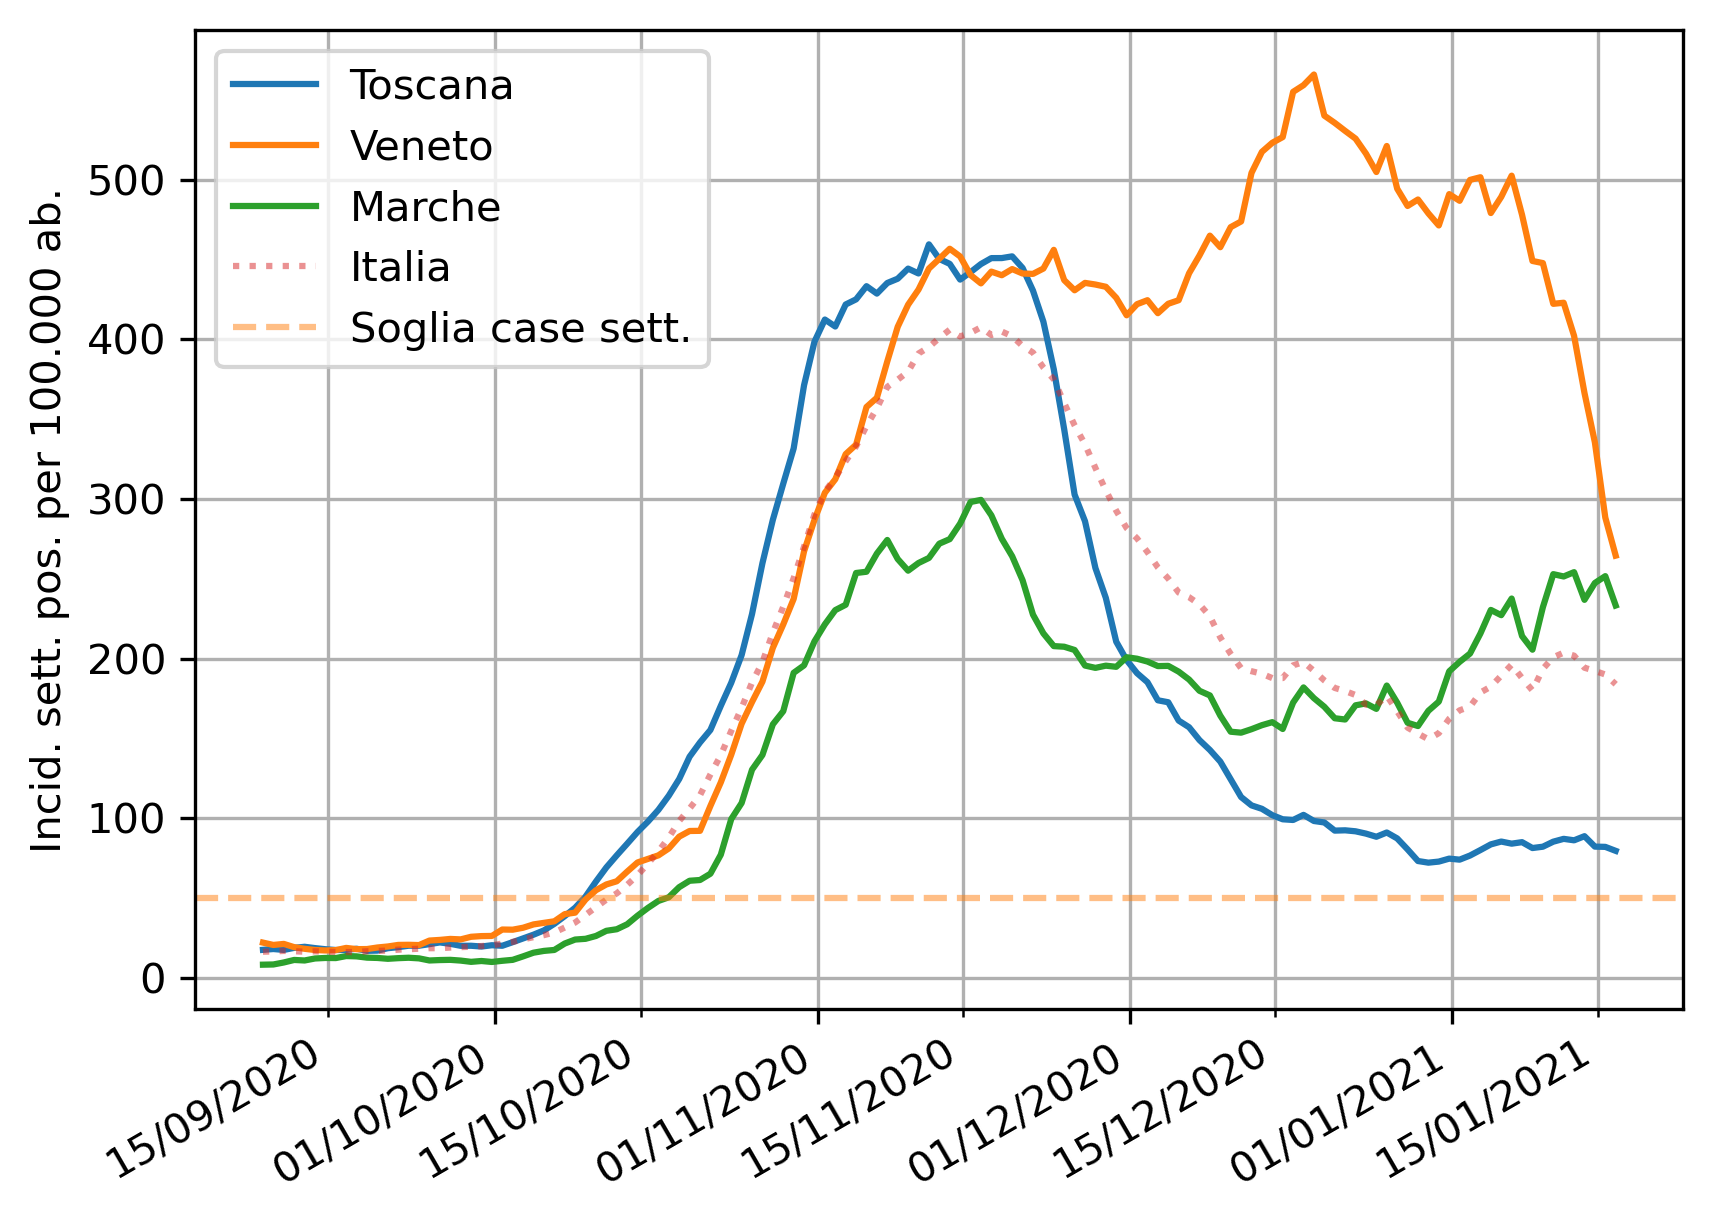 Toscana
Veneto
Marche
Italia
Soglia case sett.
Incid. sett. pos. per 100.000 ab.
500
400
300
200
100
0
15/09/2020
01/10/2020
15/10/2020
01/11/2020
15/11/2020
01/12/2020
15/12/2020
01/01/2021
15/01/2021